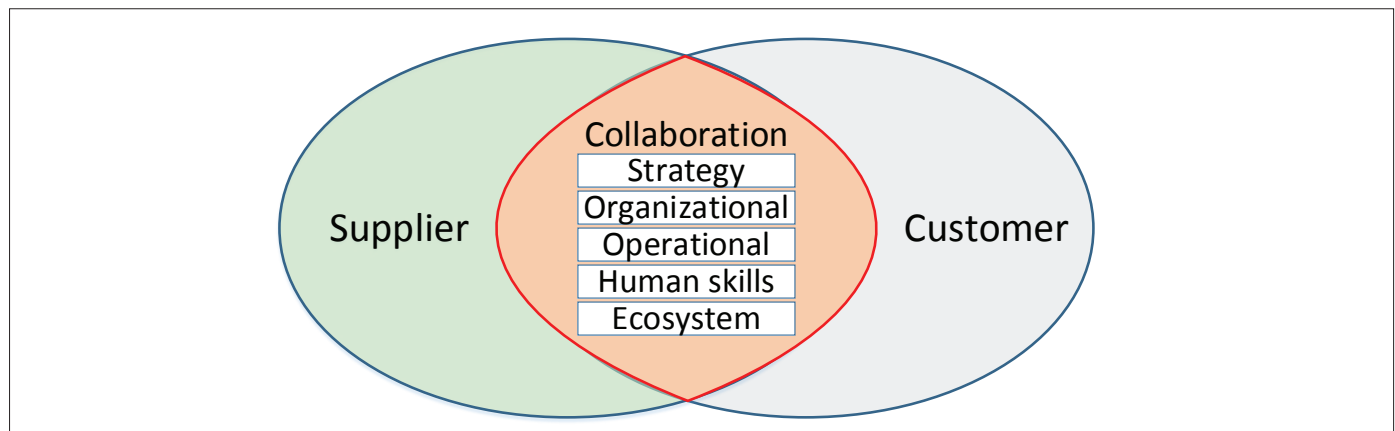 Collaboration
Strategy
Organizational
Supplier
Customer
Operational
Human skills
Ecosystem